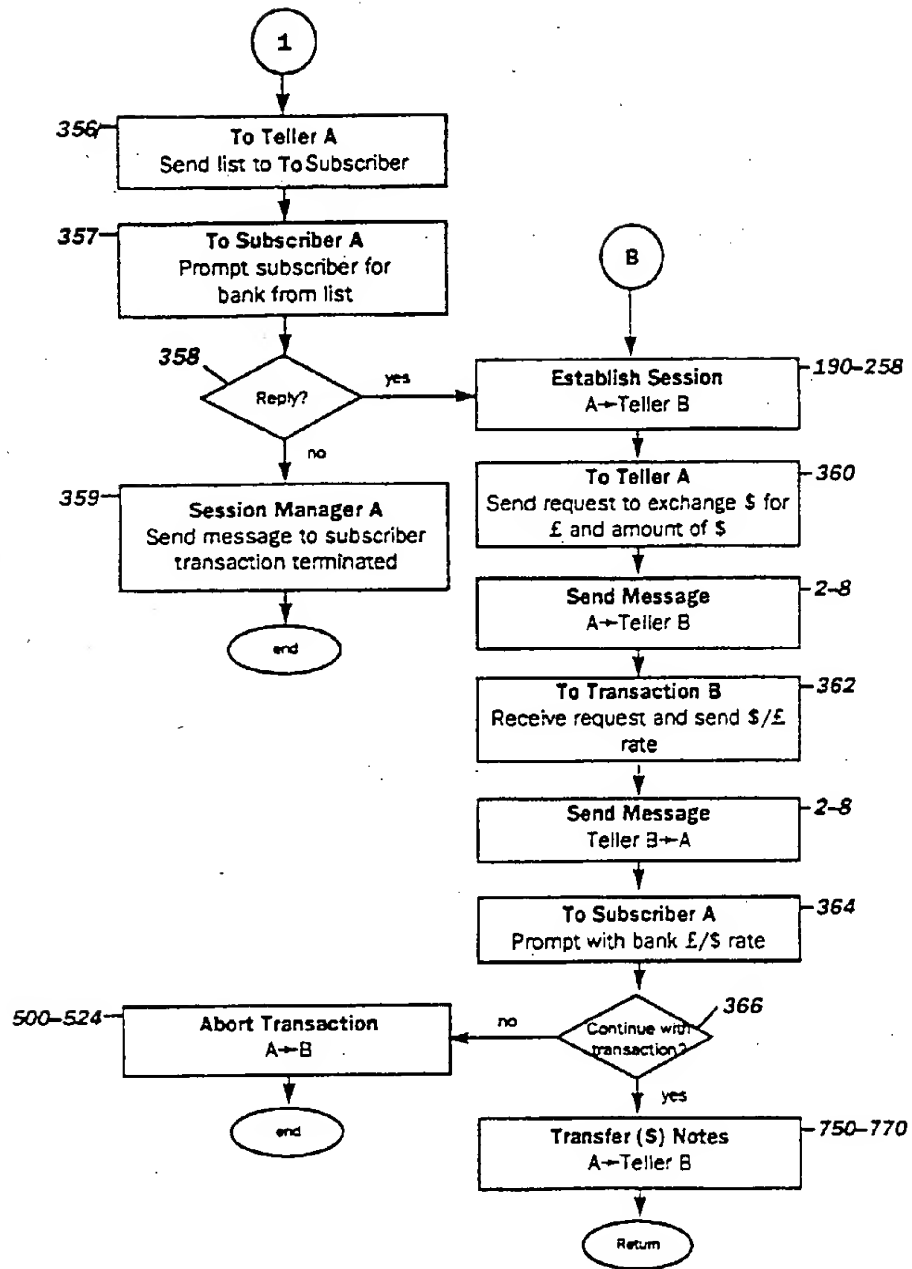 1
356
To Teller A
Send list to To Subscriber
357
To Subscriber A
Prompt subscriber for
bank from list
358
Reply?
yes
no
359
Session Manager A
Send message to subscriber
transaction terminated
end
B
Establish Session
A→Teller B
190-258
To Teller A
Send request to exchange $ for
£ and amount of $
360
Send Message
A→Teller B
2-8
To Transaction B
Receive request and send $/£
rate
362
Send Message
Teller B→A
2-8
To Subscriber A
Prompt with bank £/$ rate
364
Continue with
transaction?
366
no
yes
500-524
Abort Transaction
A→B
end
Transfer ($) Notes
A→Teller B
750-770
Return